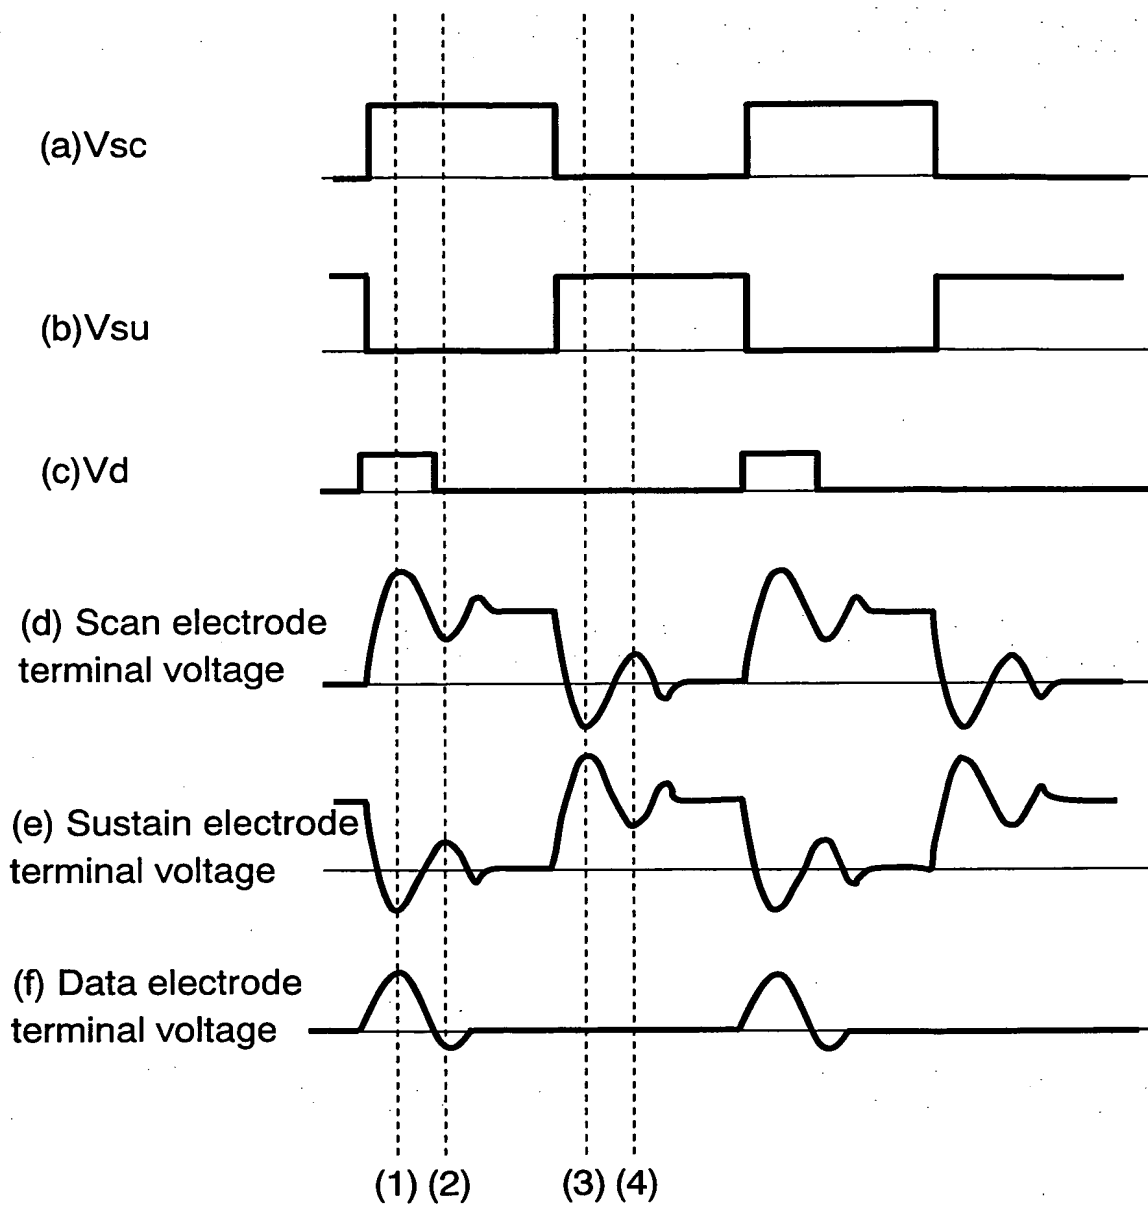 (a)Vsc
(b)Vsu
(c)Vd
(d) Scan electrode
terminal voltage
(e) Sustain electrode
terminal voltage
(f) Data electrode
terminal voltage
(1) (2) (3) (4)